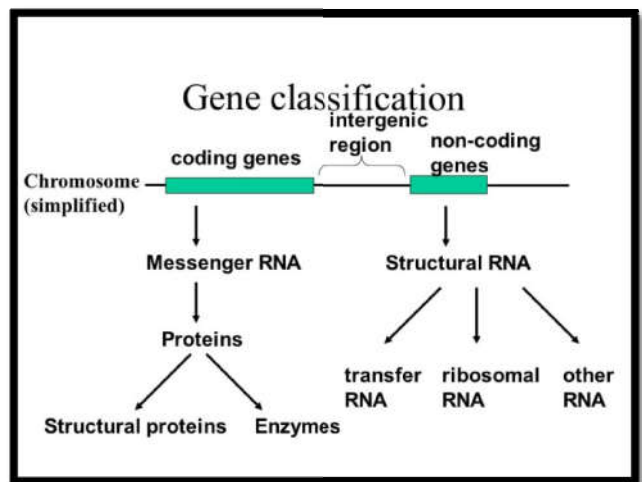 Gene classification
intergenic
region
coding genes
non-coding
genes
Chromosome
(simplified)
Messenger RNA
Structural RNA
Proteins
transfer
RNA
ribosomal
RNA
other
RNA
Structural proteins
Enzymes